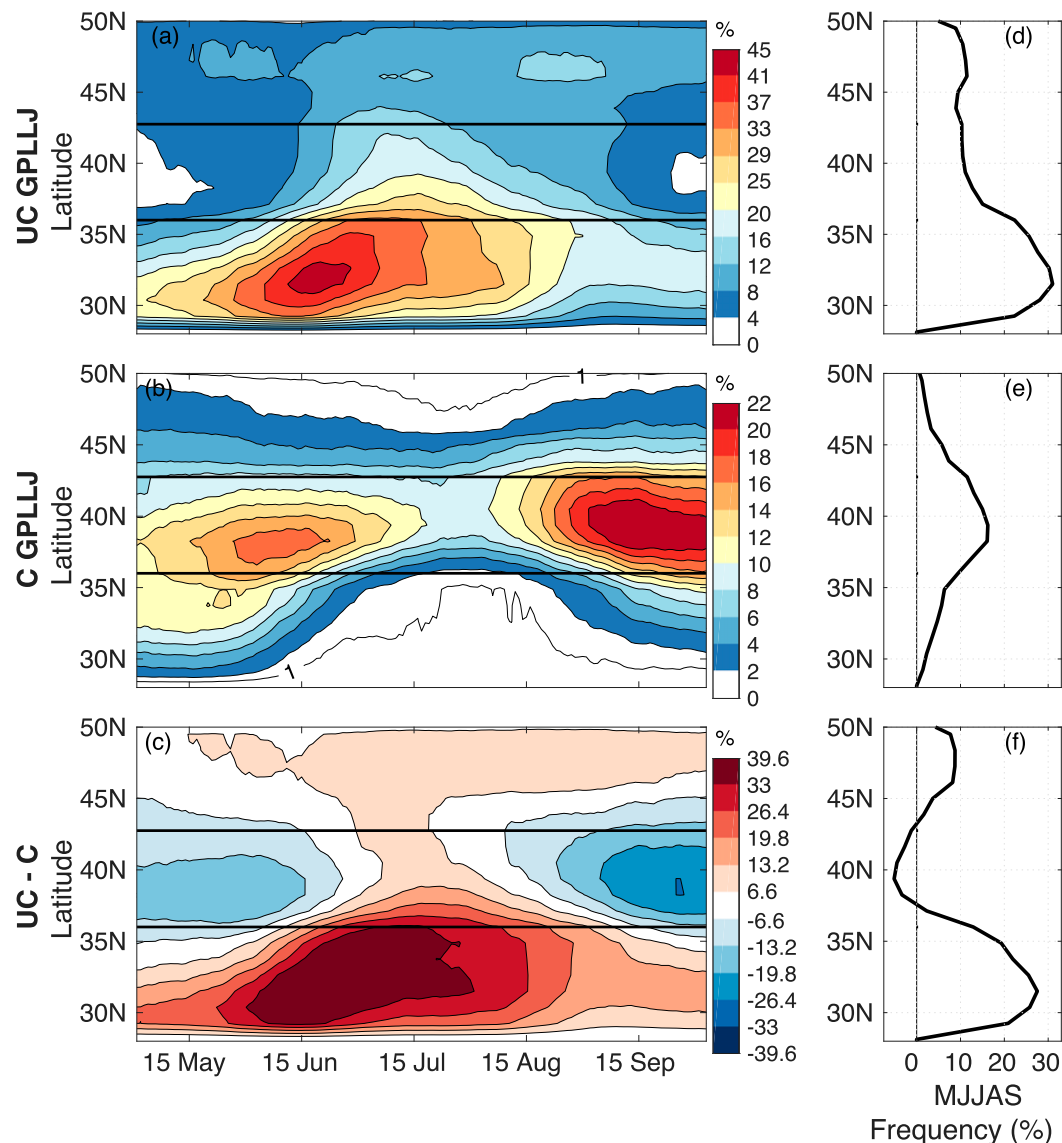 UC GPLLJ
Latitude
50N
45N
40N
35N
30N
(a)
%
45
41
37
33
29
25
20
16
12
8
4
0
(d)
C GPLLJ
Latitude
50N
45N
40N
35N
30N
(b)
1
1
%
22
20
18
16
14
12
10
8
6
4
2
0
50N
45N
40N
35N
30N
(e)
UC - C
Latitude
50N
45N
40N
35N
30N
(c)
15 May
15 Jun
15 Jul
15 Aug
15 Sep
%
39.6
33
26.4
19.8
13.2
6.6
-6.6
-13.2
-19.8
-26.4
-33
-39.6
50N
45N
40N
35N
30N
(f)
0 10 20 30
MJJAS
Frequency (%)